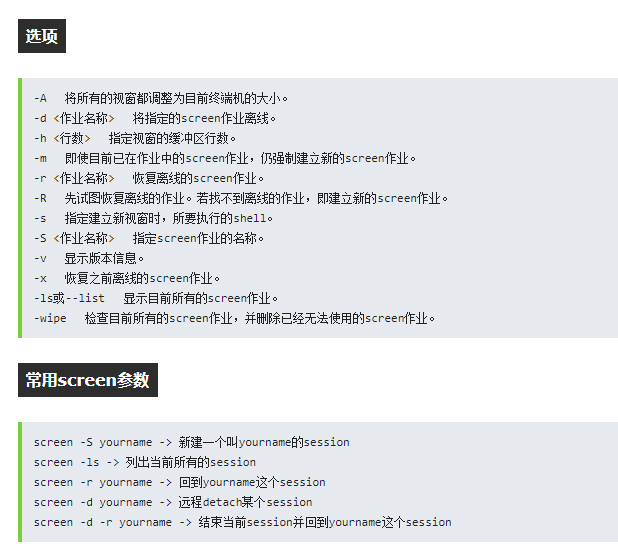 选项
-A  将所有的视窗都调整为目前终端机的大小。
-d <作业名称>  将指定的screen作业离线。
-h <行数>  指定视窗的缓冲区行数。
-m  即使目前已在作业中的screen作业，仍强制建立新的screen作业。
-r <作业名称>  恢复离线的screen作业。
-R  先试图恢复离线的作业。若找不到离线的作业，即建立新的screen作业。
-s  指定建立新视窗时，所要执行的shell。
-S <作业名称>  指定screen作业的名称。
-v  显示版本信息。
-x  恢复之前离线的screen作业。
-ls或--list  显示目前所有的screen作业。
-wipe  检查目前所有的screen作业，并删除已经无法使用的screen作业。
常用screen参数
screen -S yourname -> 新建一个叫yourname的session
screen -ls -> 列出当前所有的session
screen -r yourname -> 回到yourname这个session
screen -d yourname -> 远程detach某个session
screen -d -r yourname -> 结束当前session并回到yourname这个session